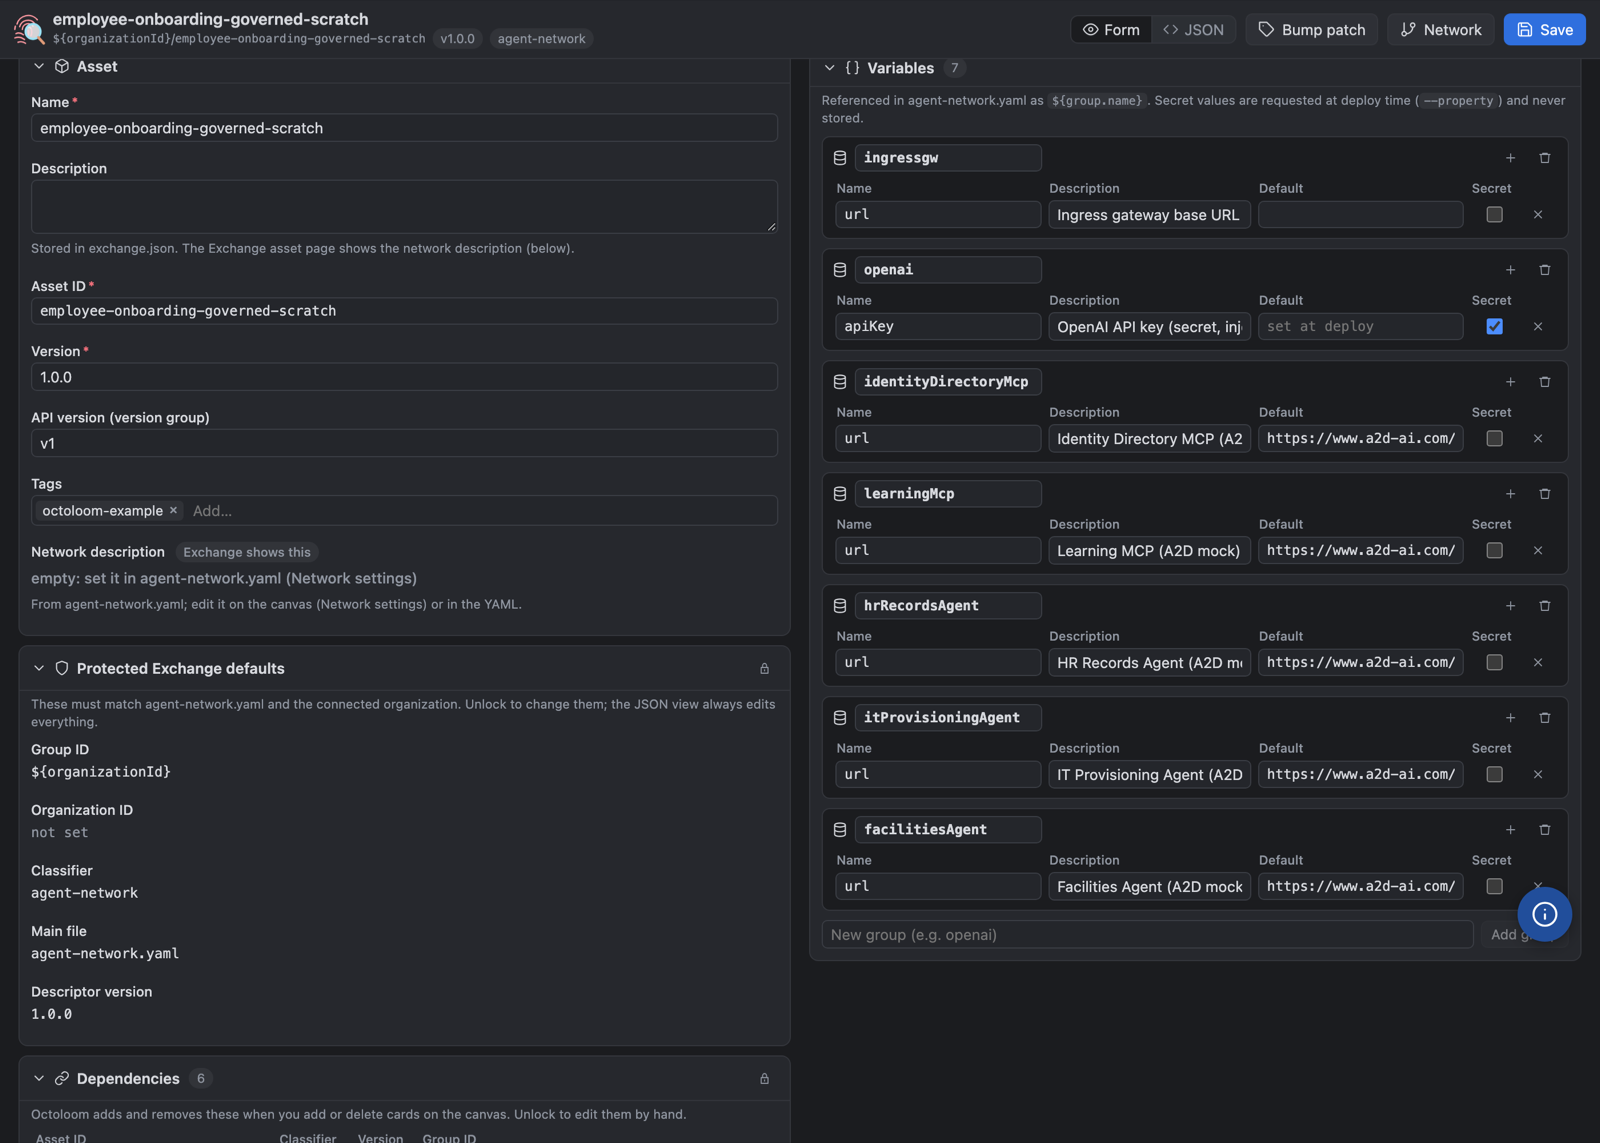 employee-onboarding-governed-scratch
${organizationId}/employee-onboarding-governed-scratch
v1.0.0
agent-network
Form
JSON
Bump patch
Network
Save
Asset
Name*
employee-onboarding-governed-scratch
Description
Stored in exchange.json. The Exchange asset page shows the network description (below).
Asset ID*
employee-onboarding-governed-scratch
Version*
1.0.0
API version (version group)
v1
Tags
octoloom-example ×
Add...
Network description
Exchange shows this
empty: set it in agent-network.yaml (Network settings)
From agent-network.yaml; edit it on the canvas (Network settings) or in the YAML.
Protected Exchange defaults
These must match agent-network.yaml and the connected organization. Unlock to change them; the JSON view always edits
everything.
Group ID
${organizationId}
Organization ID
not set
Classifier
agent-network
Main file
agent-network.yaml
Descriptor version
1.0.0
Dependencies 6
Octoloom adds and removes these when you add or delete cards on the canvas. Unlock to edit them by hand.
Asset ID Classifier Version Group ID
{} Variables 7
Referenced in agent-network.yaml as ${group.name}. Secret values are requested at deploy time (--property) and never
stored.
ingressgw
Name Description Default Secret
url Ingress gateway base URL
openai
Name Description Default Secret
apiKey OpenAI API key (secret, inj set at deploy
identityDirectoryMcp
Name Description Default Secret
url Identity Directory MCP (A2 https://www.a2d-ai.com/
learningMcp
Name Description Default Secret
url Learning MCP (A2D mock) https://www.a2d-ai.com/
hrRecordsAgent
Name Description Default Secret
url HR Records Agent (A2D m https://www.a2d-ai.com/
itProvisioningAgent
Name Description Default Secret
url IT Provisioning Agent (A2D https://www.a2d-ai.com/
facilitiesAgent
Name Description Default Secret
url Facilities Agent (A2D mock https://www.a2d-ai.com/
New group (e.g. openai)
Add